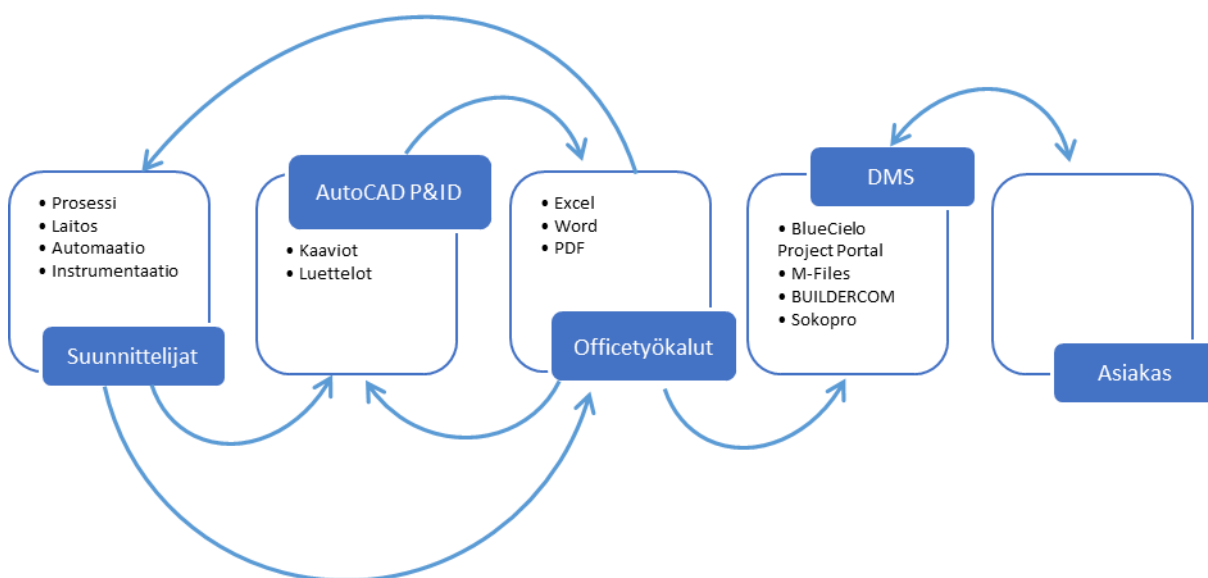 • Prosessi
• Laitos
• Automaatio
• Instrumentaatio
Suunnittelijat
AutoCAD P&ID
• Kaaviot
• Luettelot
• Excel
• Word
• PDF
Officetyökalut
DMS
• BlueCielo
Project Portal
• M-Files
• BUILDERCOM
• Sokopro
Asiakas